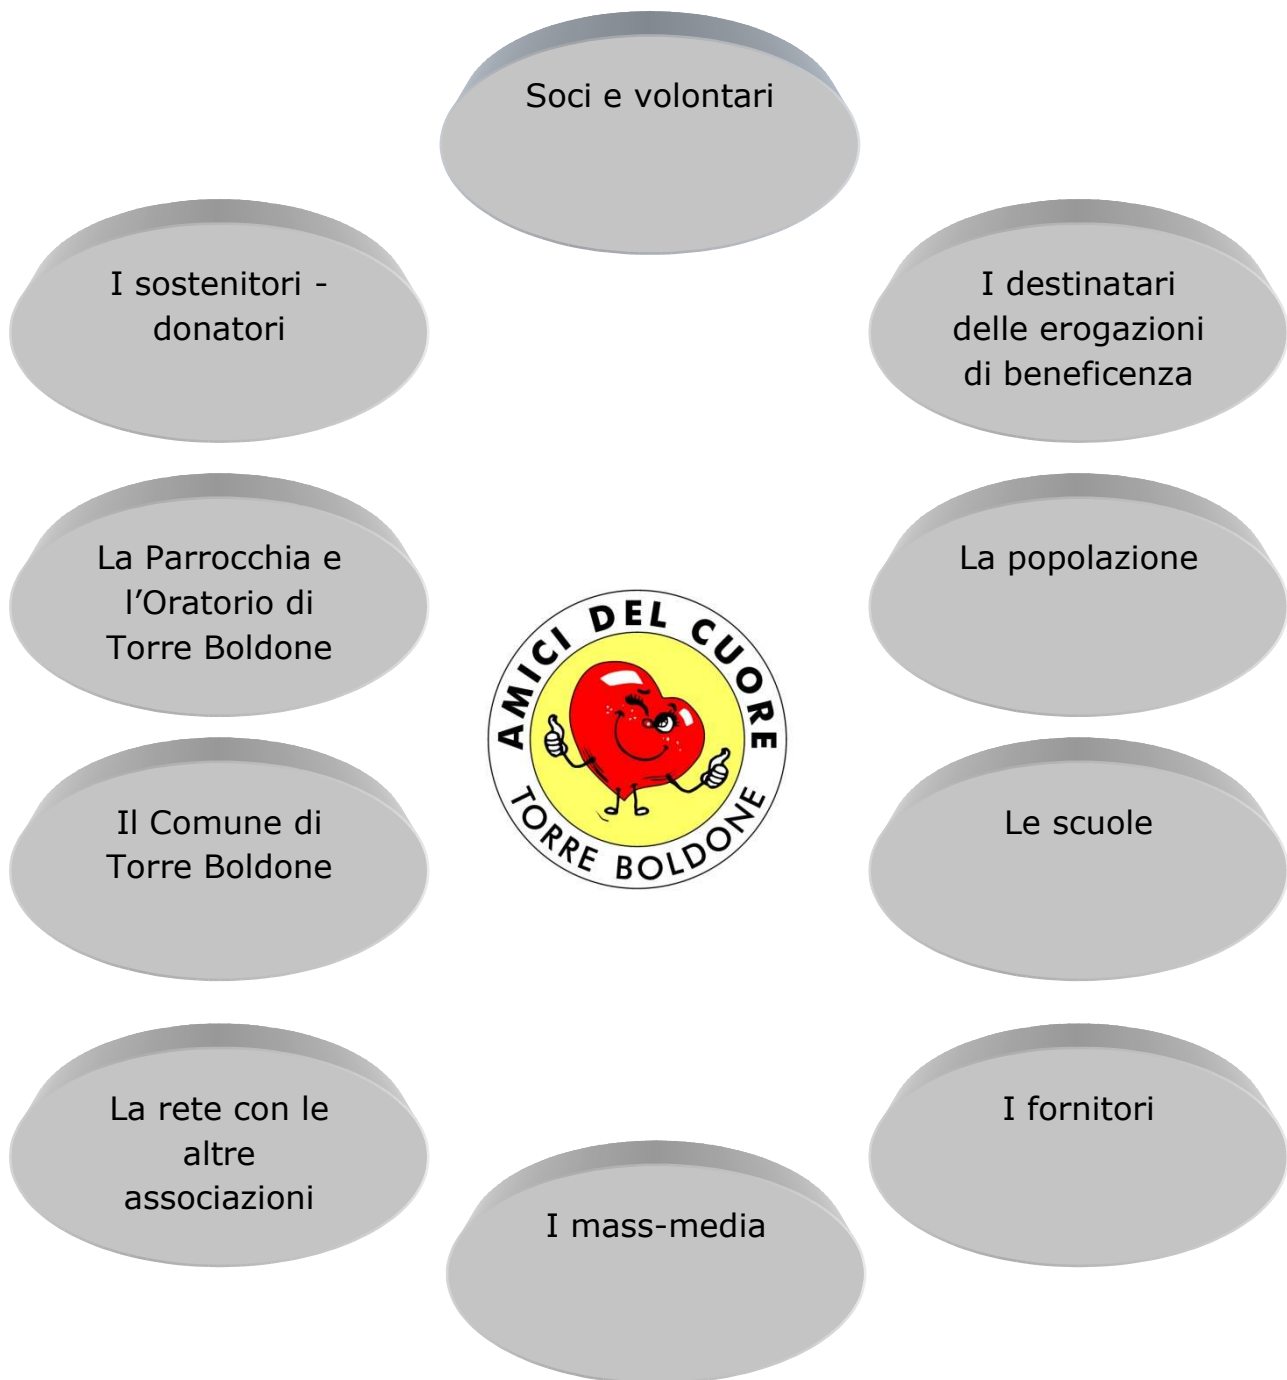 Soci e volontari
I sostenitori -
donatori
I destinatari
delle erogazioni
di beneficenza
La Parrocchia e
l’Oratorio di
Torre Boldone
La popolazione
AMICI DEL CUORE
TORRE BOLDONE
Il Comune di
Torre Boldone
Le scuole
La rete con le
altre
associazioni
I fornitori
I mass-media